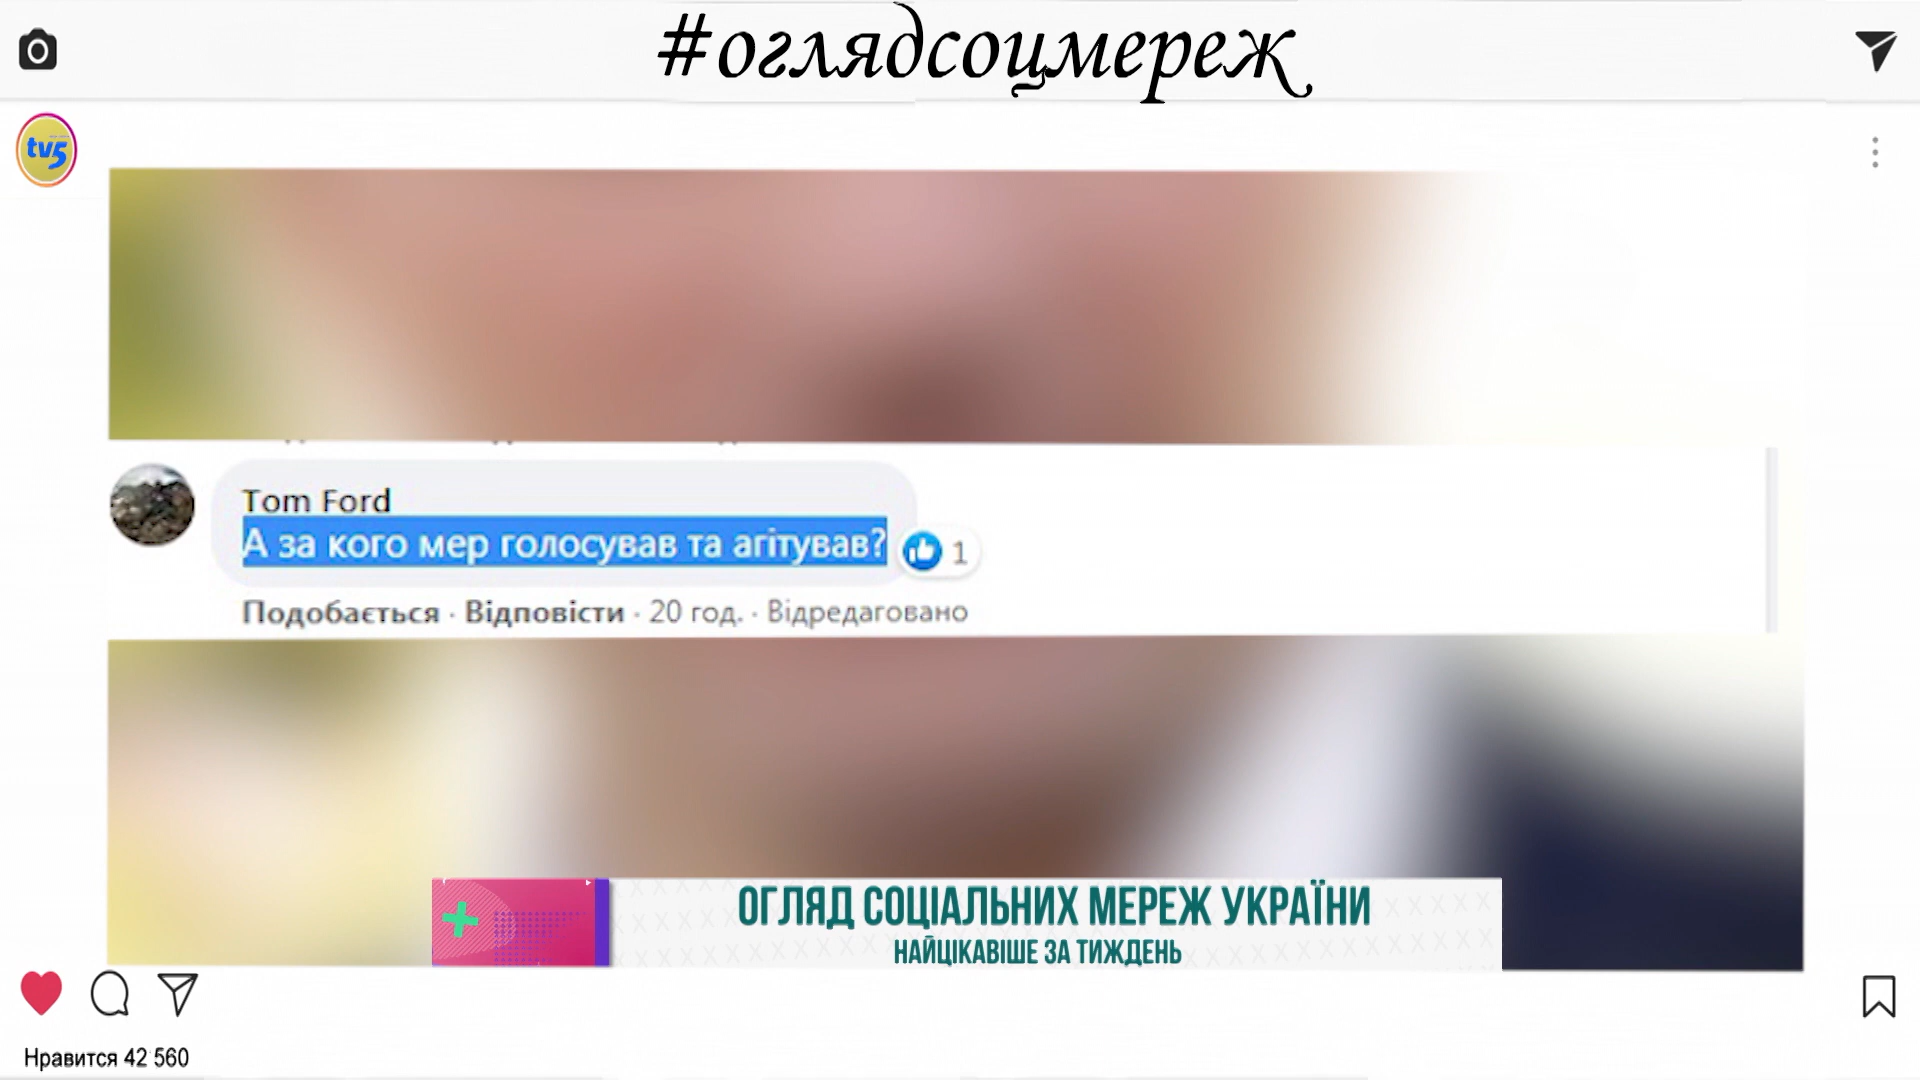 #оглядсоцмереж
tv5
Tom Ford
А за кого мер голосував та агітував?
1
Подобається · Відповісти · 20 год. · Відредаговано
ОГЛЯД СОЦІАЛЬНИХ МЕРЕЖ УКРАЇНИ
НАЙЦІКАВІШЕ ЗА ТИЖДЕНЬ
Нравится 42 560